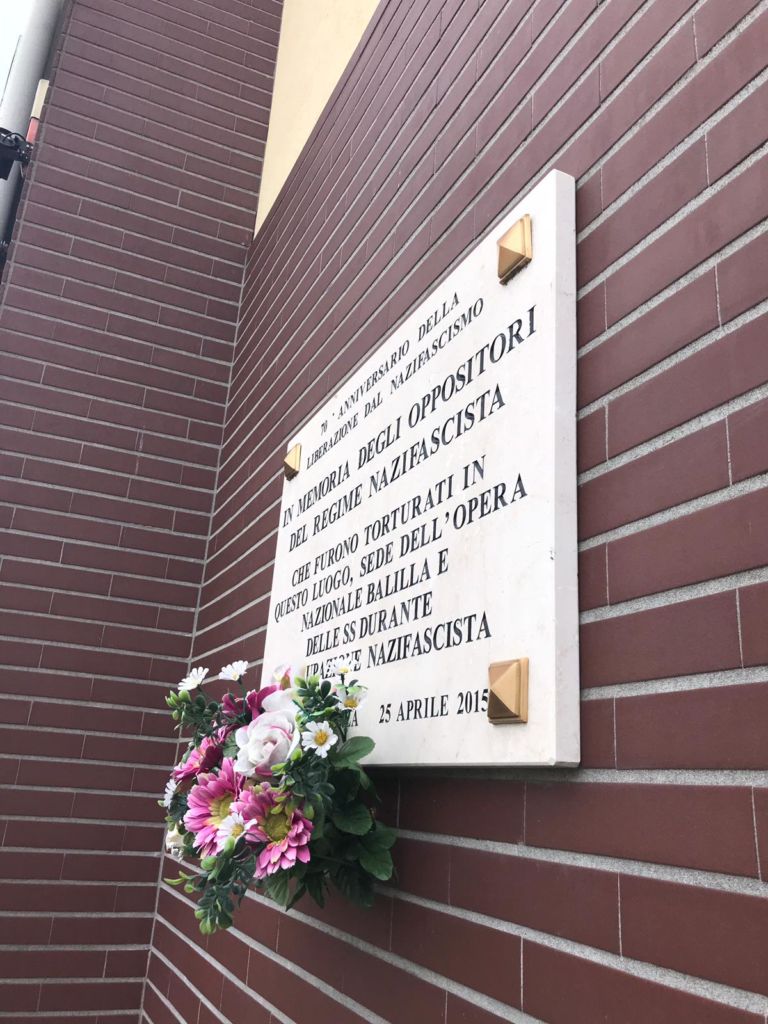 70° ANNIVERSARIO DELLA
LIBERAZIONE DAL NAZIFASCISMO
IN MEMORIA DEGLI OPPOSITORI
DEL REGIME NAZIFASCISTA
CHE FURONO TORTURATI IN
QUESTO LUOGO, SEDE DELL'OPERA
NAZIONALE BALILLA E
DELLE SS DURANTE
NAZIFASCISTA
25 APRILE 2015